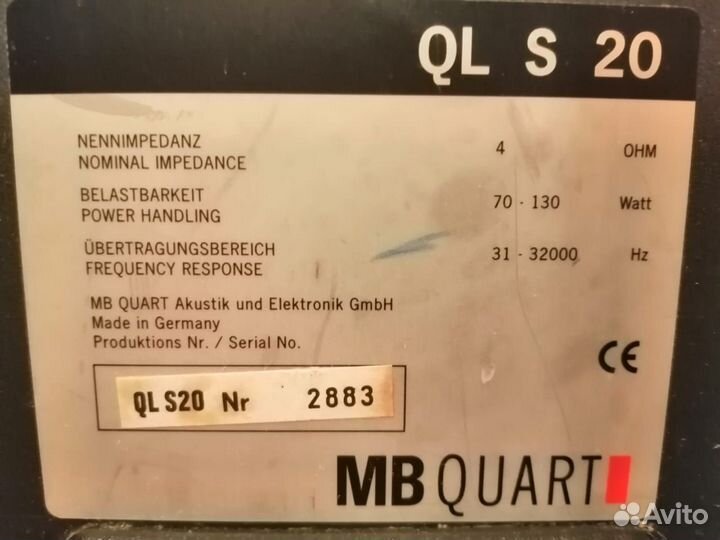 QL S 20
NENNIMPEDANZ
NOMINAL IMPEDANCE 4 OHM
BELASTBARKEIT
POWER HANDLING 70 - 130 Watt
ÜBERTRAGUNGSBEREICH
FREQUENCY RESPONSE 31 - 32000 Hz
MB QUART Akustik und Elektronik GmbH
Made in Germany
Produktions Nr. / Serial No.
CE
QL S20 Nr 2883
MB QUART
Avito